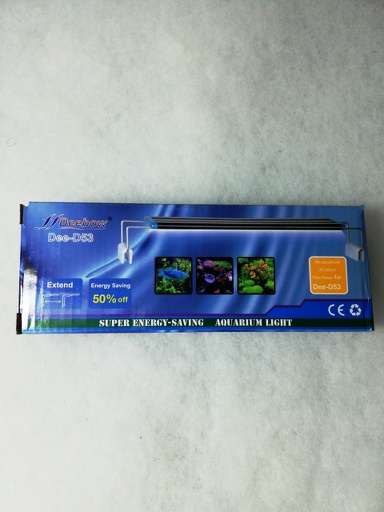 Deebow
Dee-D53
Extend
Energy Saving
50% off
Dee-D53
CE
SUPER ENERGY-SAVING AQUARIUM LIGHT